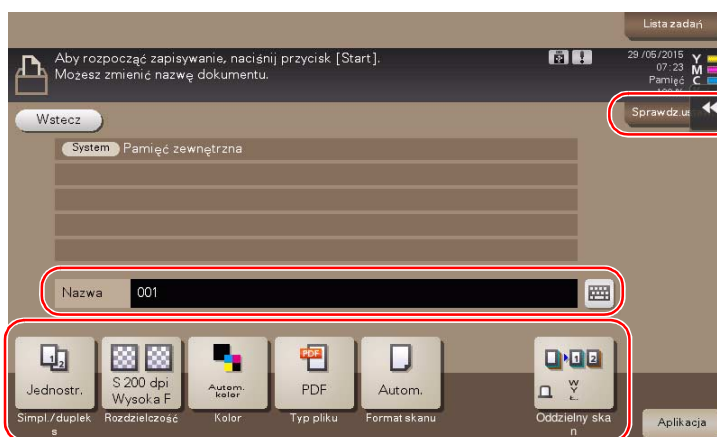 Lista zadań
Aby rozpocząć zapisywanie, naciśnij przycisk [Start].
Możesz zmienić nazwę dokumentu.
29/05/2015
07:23
Pamięć
Y
M
C
Wstecz
Sprawdz.us
System Pamięć zewnętrzna
Nazwa 001
Jednostr.
S 200 dpi
Wysoka F
Autom.
kolor
PDF
Autom.
Simpl./duplek
s
Rozdzielczość
Kolor
Typ pliku
Format skanu
Oddzielny ska
n
Aplikacja